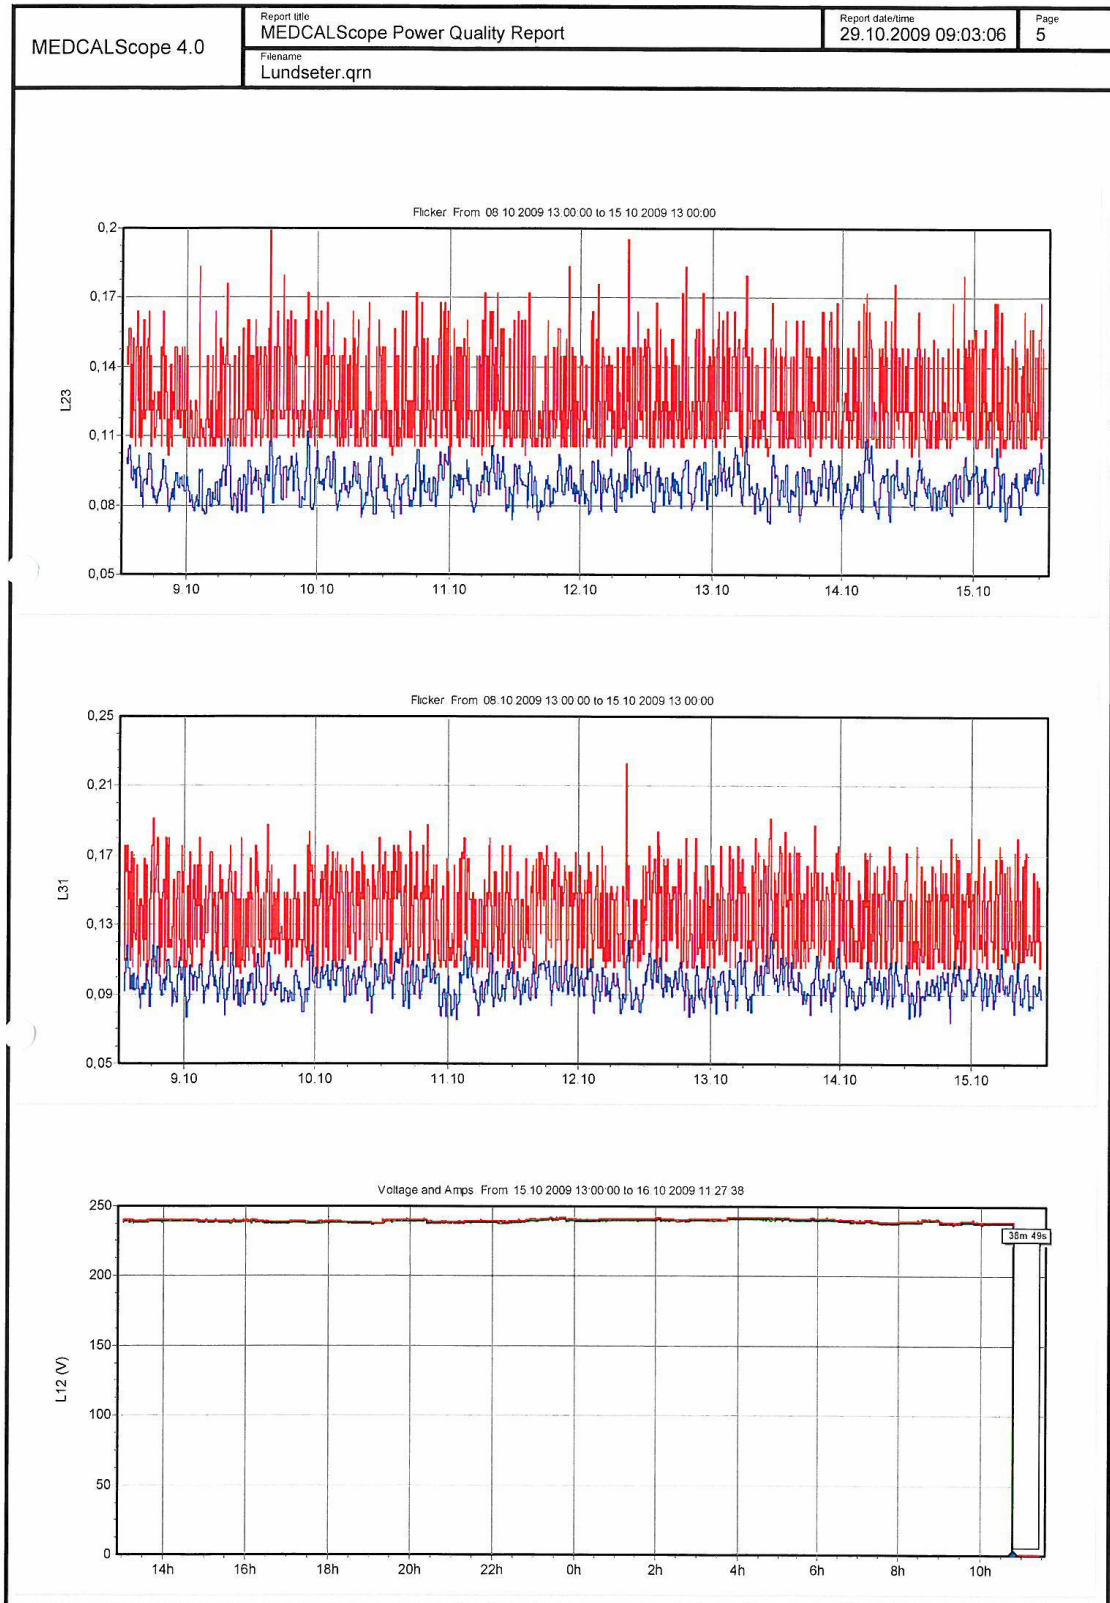 MEDCALScope 4.0
Report title
MEDCALScope Power Quality Report
Report date/time
29.10.2009 09:03:06
Page
5
Filename
Lundseter.qrn
Flicker From 08 10 2009 13 00:00 to 15 10 2009 13 00:00
0,2
0,17
0,14
0,11
0,08
0,05
L23
9.10 10.10 11.10 12.10 13.10 14.10 15.10
Flicker From 08 10 2009 13 00 00 to 15 10 2009 13 00:00
0,25
0,21
0,17
0,13
0,09
0,05
L31
9.10 10.10 11.10 12.10 13.10 14.10 15.10
Voltage and Amps From 15.10 2009 13:00:00 to 16 10 2009 11 27 38
250
200
150
100
50
0
L12 (V)
38m 49s
14h 16h 18h 20h 22h 0h 2h 4h 6h 8h 10h